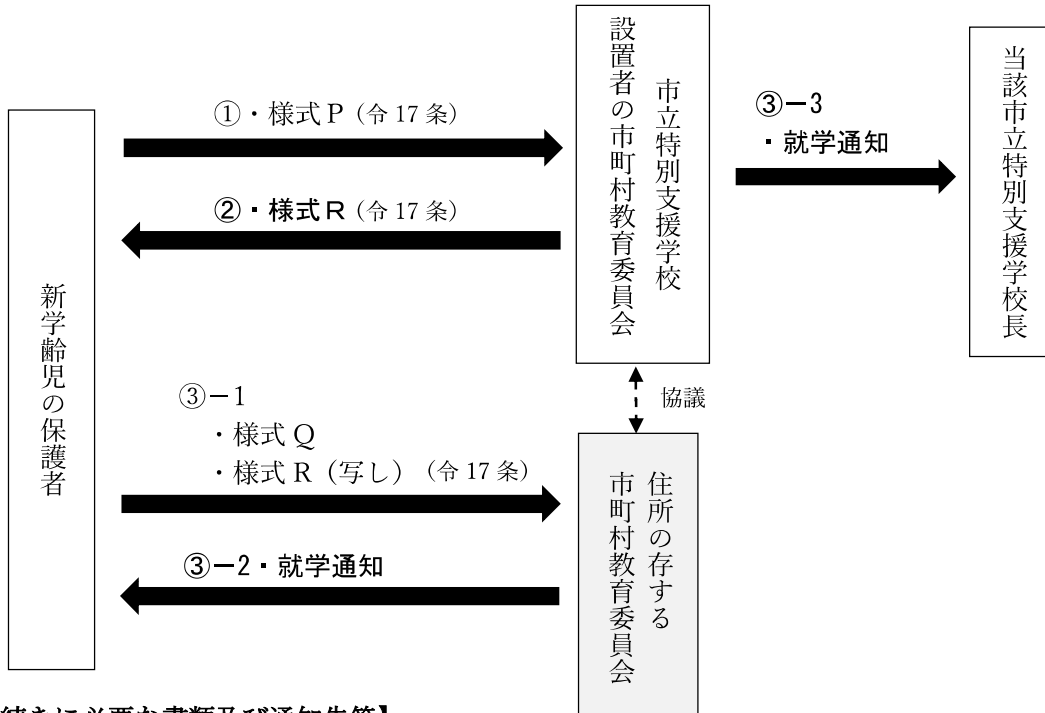 新学齢児の保護者
①・様式P(令17条)
②・様式R(令17条)
③-1
・様式Q
・様式R(写し)(令17条)
③-2・就学通知
市立特別支援学校
設置者の市町村教育委員会
協議
住所の存する
市町村教育委員会
③-3
・就学通知
当該市立特別支援学校長